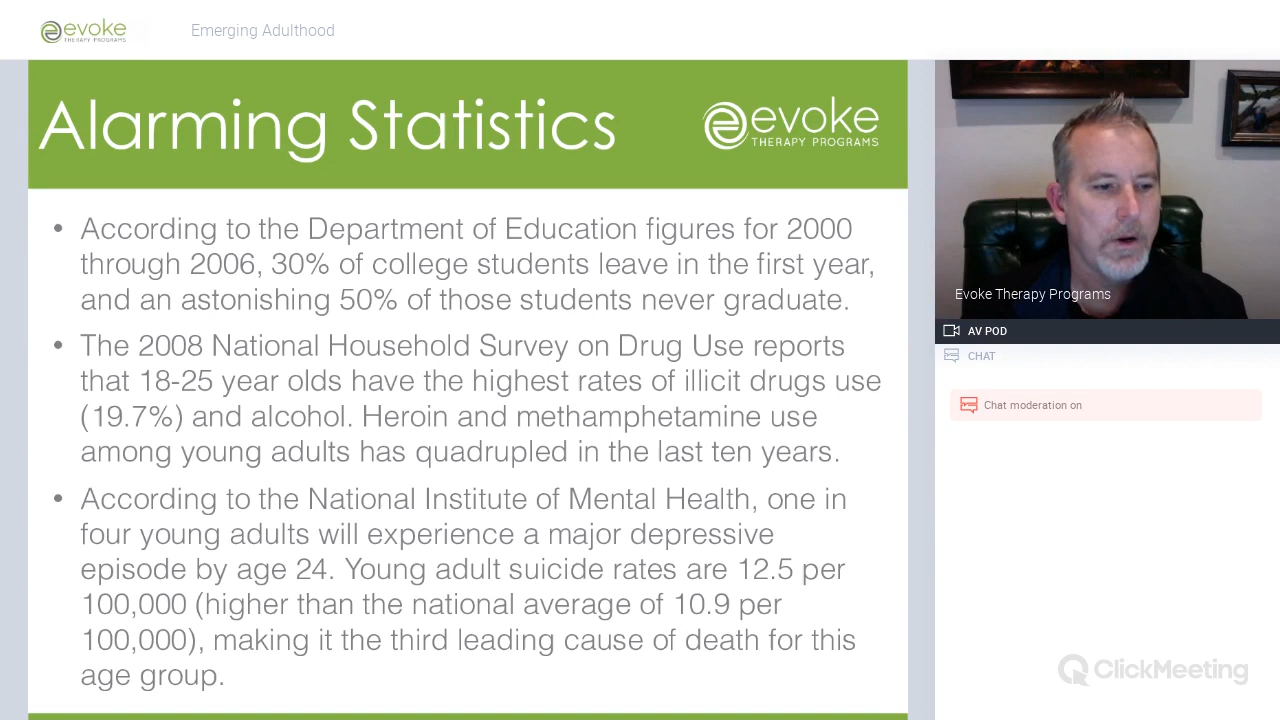 evoke
THERAPY PROGRAMS
Emerging Adulthood
Alarming Statistics
evoke
THERAPY PROGRAMS
• According to the Department of Education figures for 2000
through 2006, 30% of college students leave in the first year,
and an astonishing 50% of those students never graduate.
• The 2008 National Household Survey on Drug Use reports
that 18-25 year olds have the highest rates of illicit drugs use
(19.7%) and alcohol. Heroin and methamphetamine use
among young adults has quadrupled in the last ten years.
• According to the National Institute of Mental Health, one in
four young adults will experience a major depressive
episode by age 24. Young adult suicide rates are 12.5 per
100,000 (higher than the national average of 10.9 per
100,000), making it the third leading cause of death for this
age group.
Evoke Therapy Programs
AV POD
CHAT
Chat moderation on
ClickMeeting